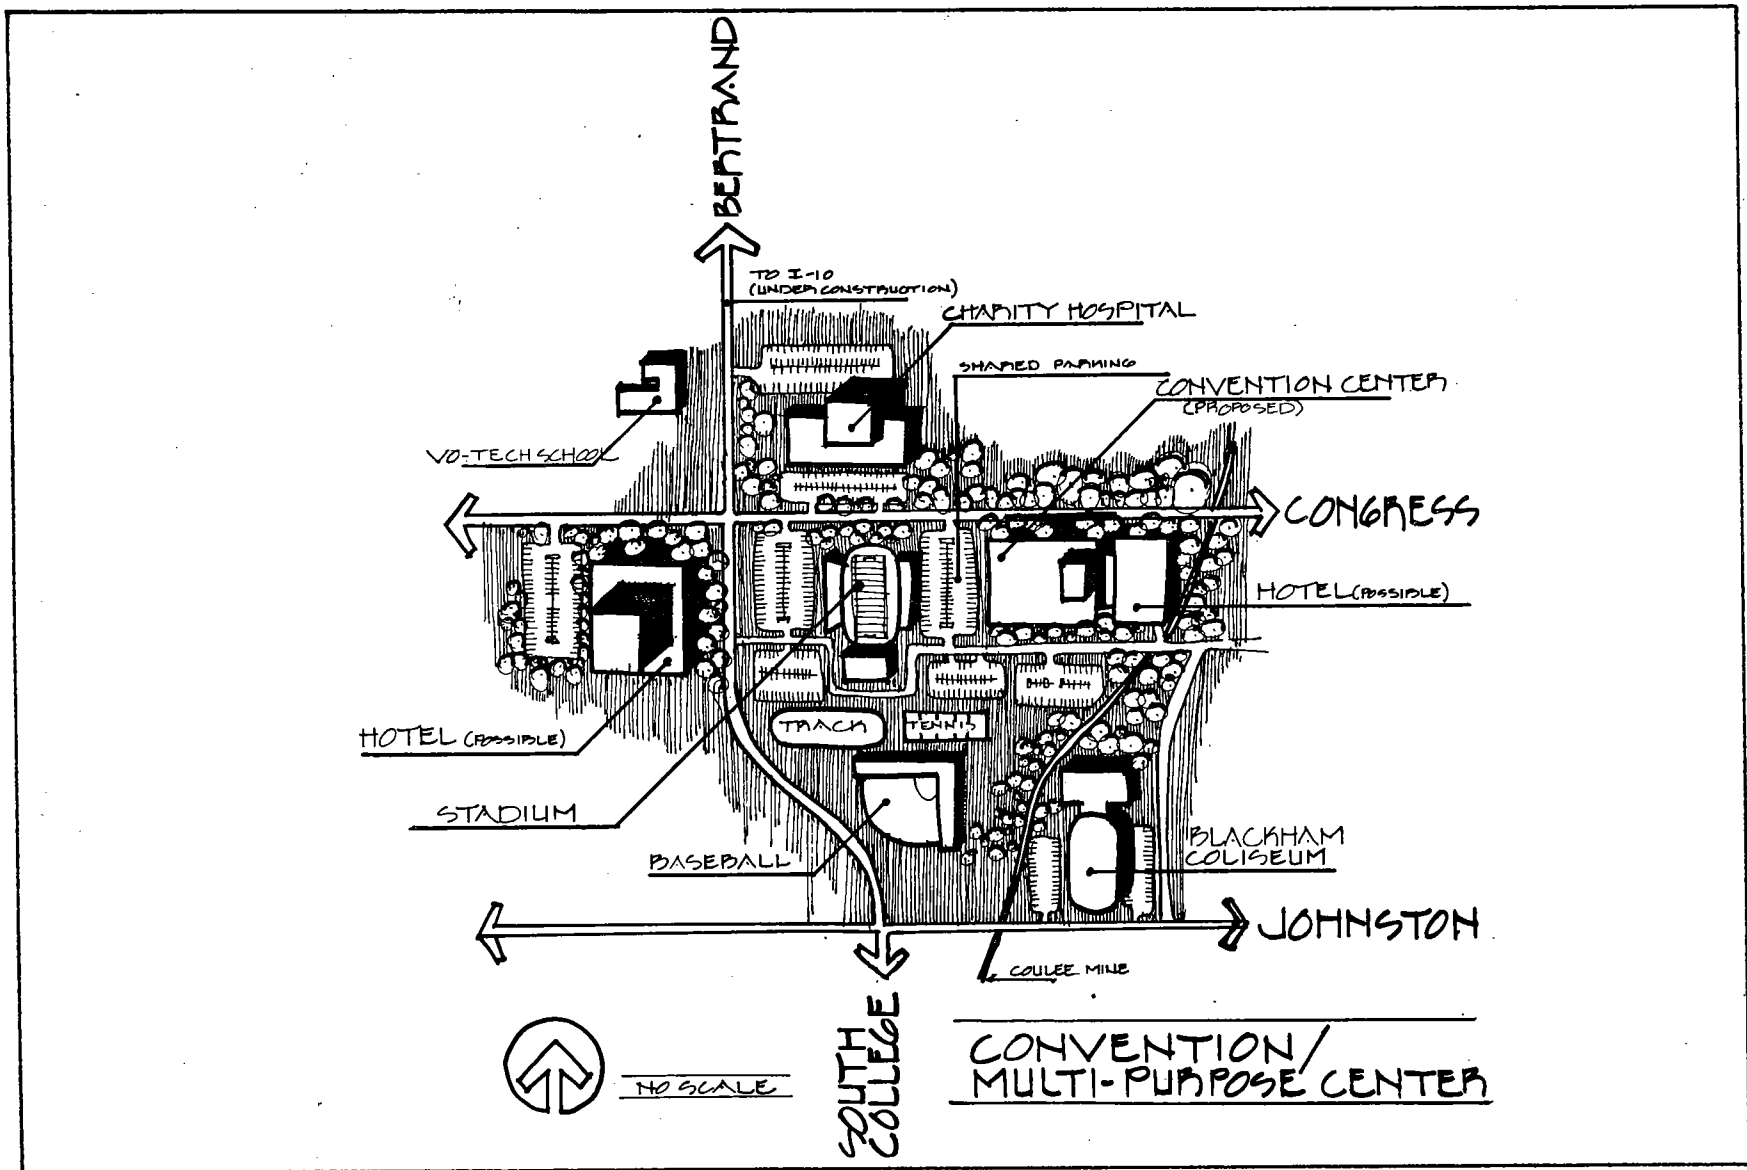 BERTRAND
TO I-10
(UNDER CONSTRUCTION)
CHARITY HOSPITAL
SHARED PARKING
CONVENTION CENTER
(PROPOSED)
VO-TECH SCHOOL
CONGRESS
HOTEL (POSSIBLE)
HOTEL (POSSIBLE)
TRACK
TENNIS
STADIUM
BASEBALL
BLACKHAM
COLISEUM
JOHNSTON
COULEE MINE
SOUTH
COLLEGE
NO SCALE
CONVENTION/
MULTI-PURPOSE CENTER